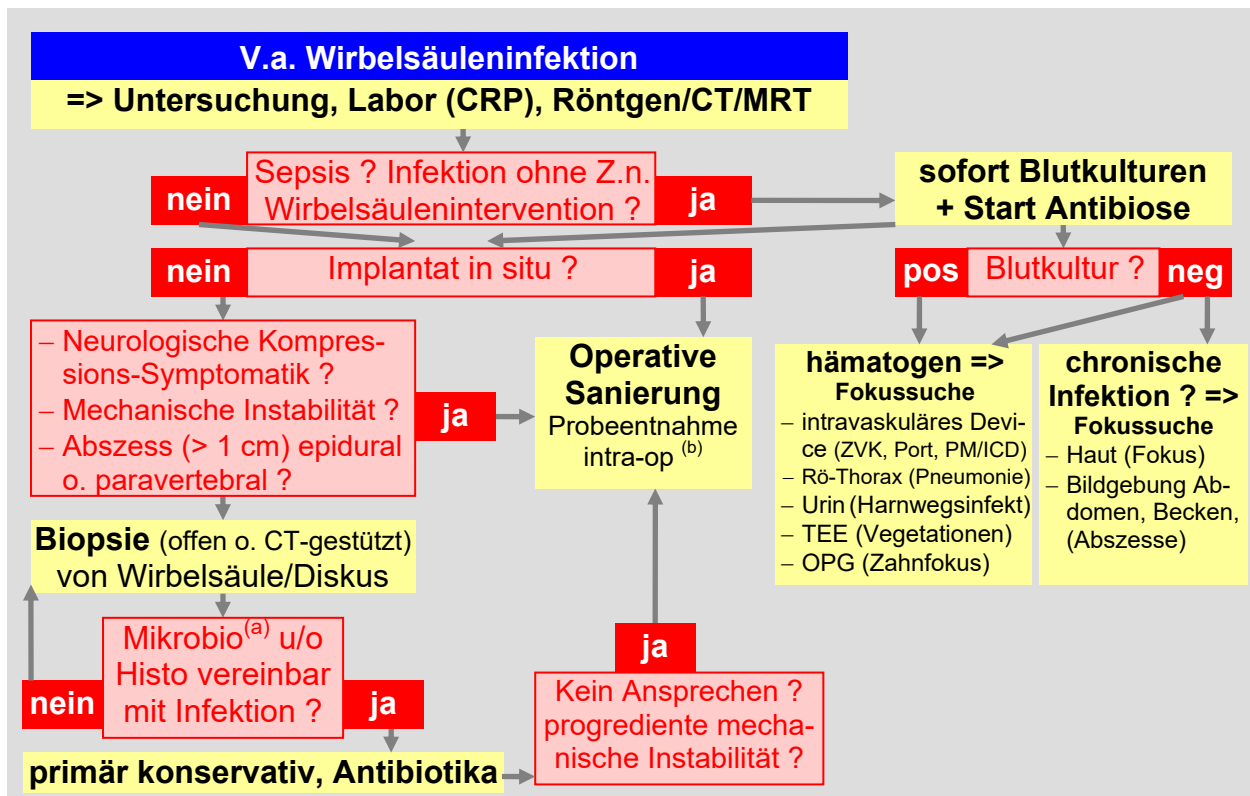 V.a. Wirbelsäuleninfektion
=> Untersuchung, Labor (CRP), Röntgen/CT/MRT
nein
Sepsis ? Infektion ohne Z.n.
Wirbelsäulenintervention ?
ja
sofort Blutkulturen
+ Start Antibiose
nein
Implantat in situ ?
ja
pos
Blutkultur ?
neg
– Neurologische Kompres-
sions-Symptomatik ?
– Mechanische Instabilität ?
– Abszess (> 1 cm) epidural
o. paravertebral ?
ja
Operative
Sanierung
Probeentnahme
intra-op (b)
hämatogen =>
Fokussuche
– intravaskuläres Devi-
ce (ZVK, Port, PM/ICD)
– Rö-Thorax (Pneumonie)
– Urin (Harnwegsinfekt)
– TEE (Vegetationen)
– OPG (Zahnfokus)
chronische
Infektion ? =>
Fokussuche
– Haut (Fokus)
– Bildgebung Ab-
domen, Becken,
(Abszesse)
Biopsie (offen o. CT-gestützt)
von Wirbelsäule/Diskus
nein
Mikrobio(a) u/o
Histo vereinbar
mit Infektion ?
ja
primär konservativ, Antibiotika
ja
Kein Ansprechen ?
progrediente mecha-
nische Instabilität ?